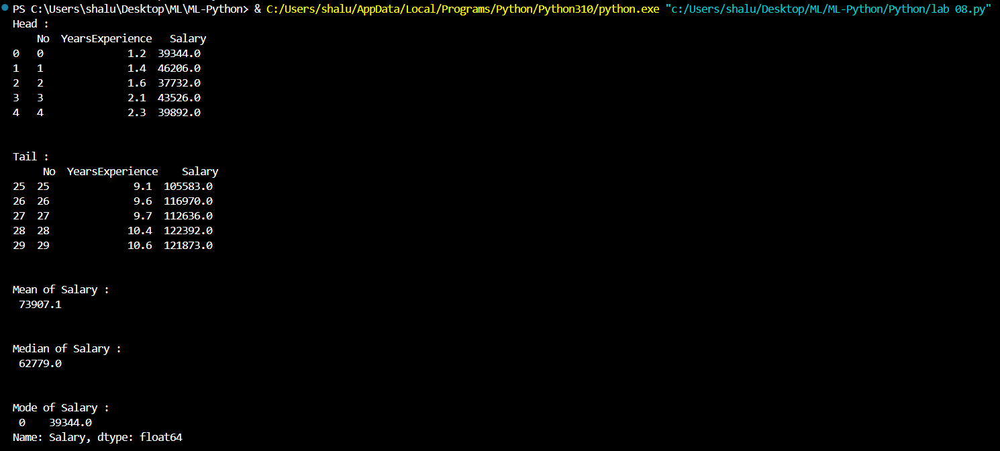 PS C:\Users\shalu\Desktop\ML\ML-Python> & C:/Users/shalu/AppData/Local/Programs/Python/Python310/python.exe "c:/Users/shalu/Desktop/ML/ML-Python/Python/lab 08.py"
Head :
    No  YearsExperience   Salary
0   0              1.2  39344.0
1   1              1.4  46206.0
2   2              1.6  37732.0
3   3              2.1  43526.0
4   4              2.3  39892.0
Tail :
     No  YearsExperience    Salary
25  25              9.1  105583.0
26  26              9.6  116970.0
27  27              9.7  112636.0
28  28             10.4  122392.0
29  29             10.6  121873.0
Mean of Salary :
 73907.1
Median of Salary :
 62779.0
Mode of Salary :
 0    39344.0
Name: Salary, dtype: float64